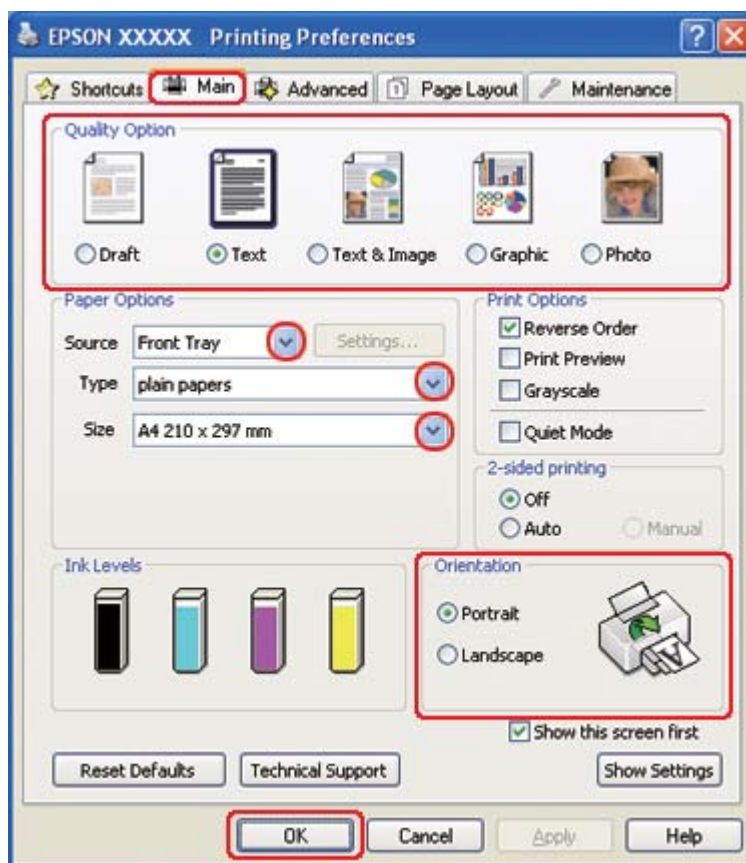 EPSON XXXXX Printing Preferences
Shortcuts Main Advanced Page Layout Maintenance
Quality Option
Draft Text Text & Image Graphic Photo
Paper Options
Source Front Tray Settings...
Type plain papers
Size A4 210 x 297 mm
Print Options
Reverse Order
Print Preview
Grayscale
Quiet Mode
2-sided printing
Off
Auto Manual
Ink Levels
Orientation
Portrait
Landscape
A
Show this screen first
Reset Defaults Technical Support Show Settings
OK Cancel Apply Help